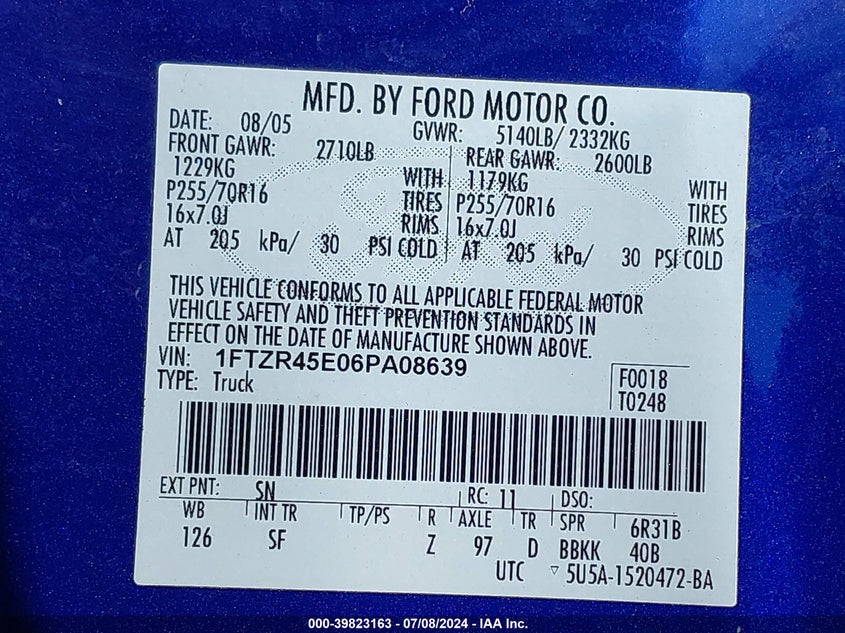 MFD. BY FORD MOTOR CO.
DATE: 08/05 GVWR: 5140LB/ 2332KG
FRONT GAWR: 2710LB REAR GAWR: 2600LB
1229KG WITH 1179KG WITH
P255/70R16 TIRES P255/70R16 TIRES
16x7.0J RIMS 16x7.0J RIMS
AT 205 kPa/ 30 PSI COLD AT 205 kPa/ 30 PSI COLD
THIS VEHICLE CONFORMS TO ALL APPLICABLE FEDERAL MOTOR
VEHICLE SAFETY AND THEFT PREVENTION STANDARDS IN
EFFECT ON THE DATE OF MANUFACTURE SHOWN ABOVE.
VIN: 1FTZR45E06PA08639
TYPE: Truck
F0018
T0248
EXT PNT: SN RC: 11 DSO:
WB INT TR TP/PS R AXLE TR SPR 6R31B
126 SF Z 97 D BBKK 40B
UTC ▽ 5U5A-1520472-BA
Ford
000-39823163 - 07/08/2024 - IAA Inc.